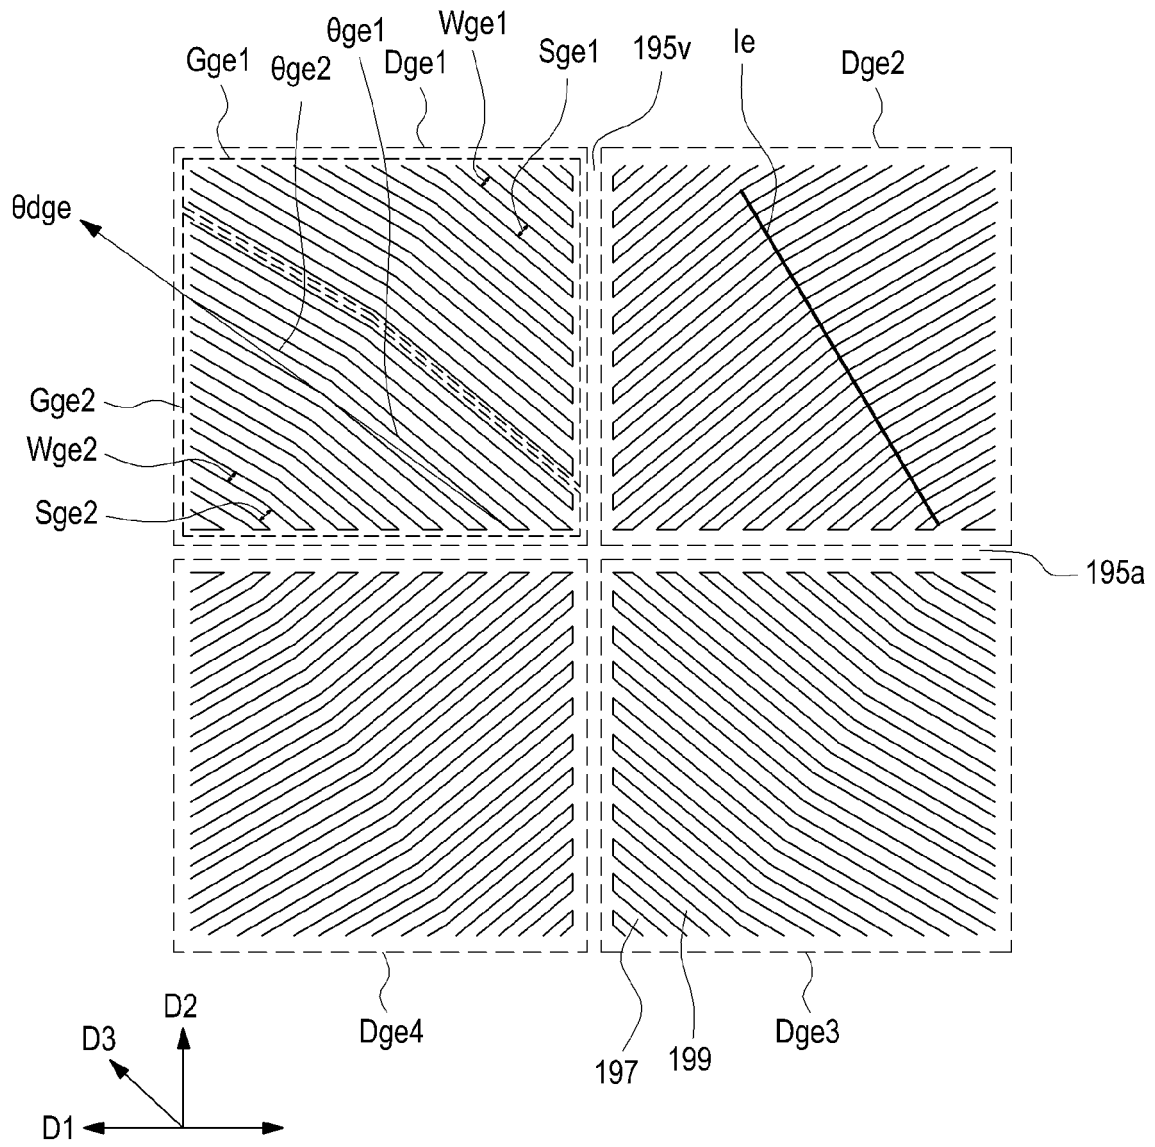 Wge1
θge1
Sge1
195v
le
Gge1
θge2
Dge1
Dge2
θdge
Gge2
Wge2
Sge2
195a
D2
Dge4
Dge3
D3
197
199
D1